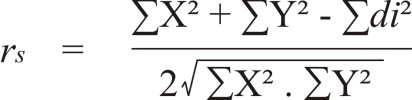 rs = ∑X² + ∑Y² - ∑di²
2√∑X² . ∑Y²